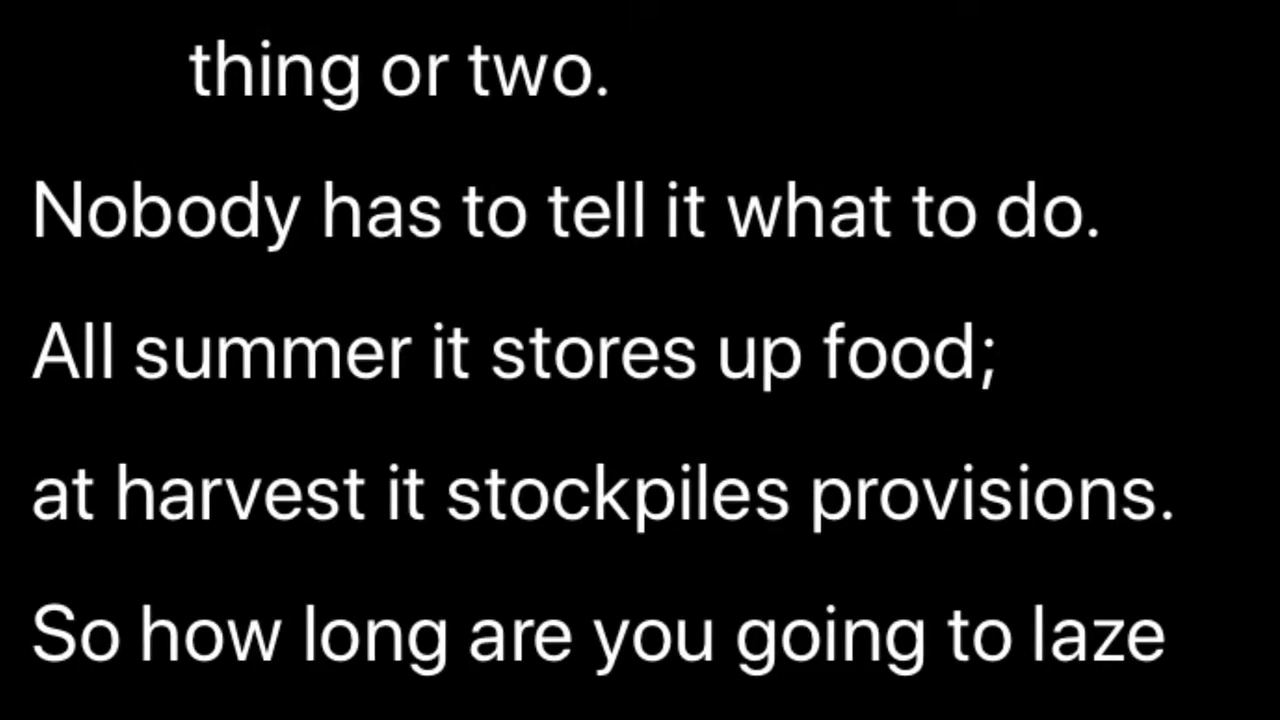 thing or two.
Nobody has to tell it what to do.
All summer it stores up food;
at harvest it stockpiles provisions.
So how long are you going to laze